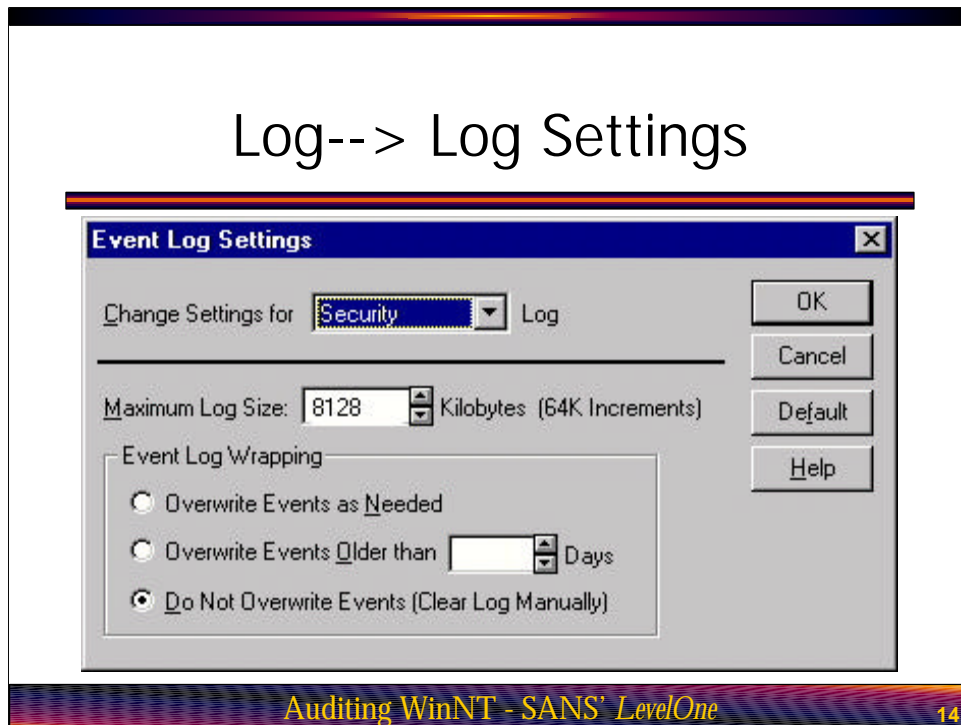 Log--> Log Settings
Event Log Settings
Change Settings for Security Log
OK
Cancel
Maximum Log Size: 8128 Kilobytes (64K Increments)
Default
Event Log Wrapping
Help
Overwrite Events as Needed
Overwrite Events Older than Days
Do Not Overwrite Events (Clear Log Manually)
Auditing WinNT - SANS' LevelOne
14